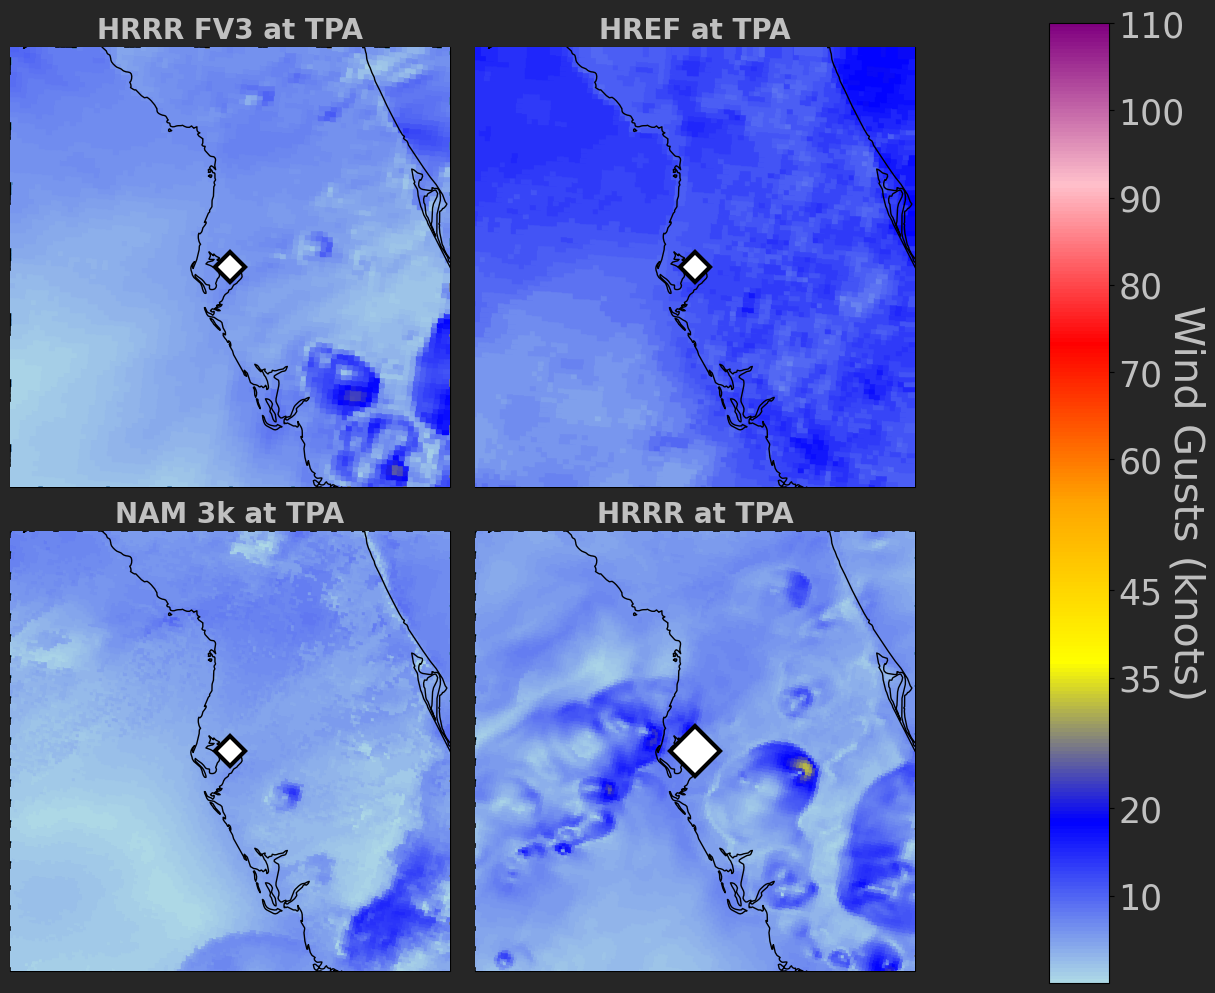 HRRR FV3 at TPA
HREF at TPA
NAM 3k at TPA
HRRR at TPA
110
100
90
80
70
60
45
35
20
10
Wind Gusts (knots)